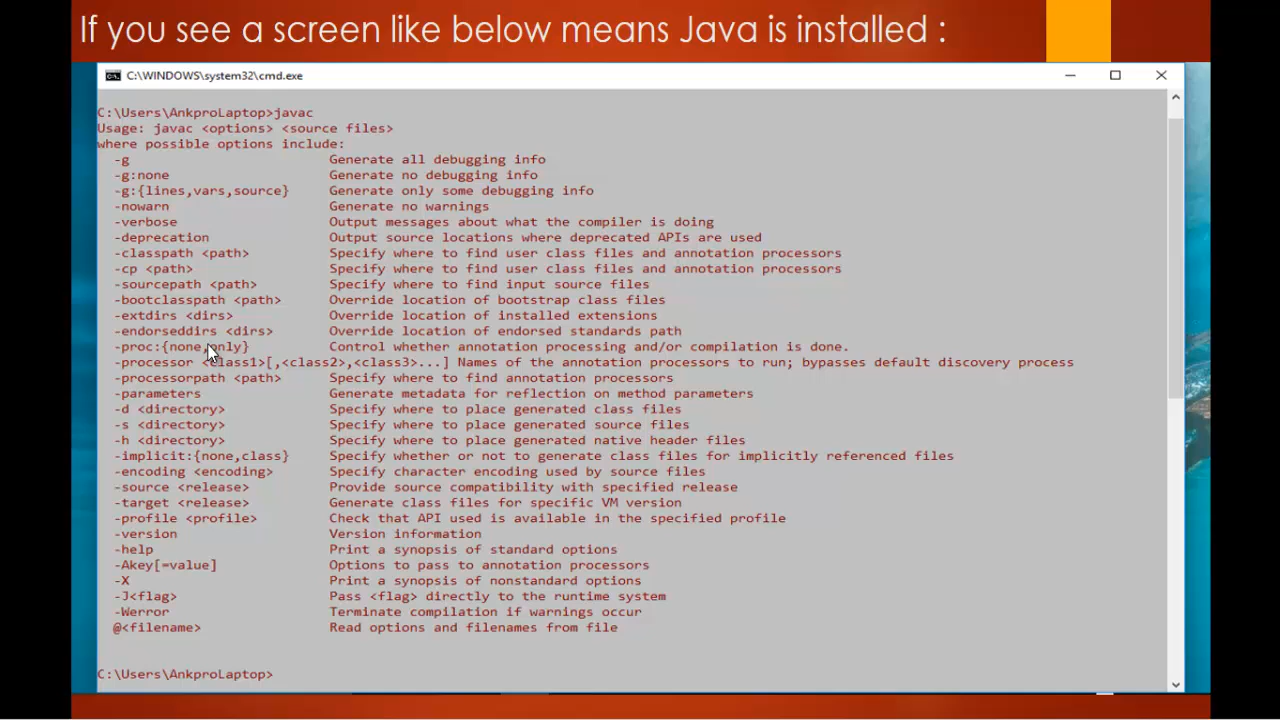 If you see a screen like below means Java is installed :
C:\WINDOWS\system32\cmd.exe
C:\Users\AnkproLaptop>javac
Usage: javac <options> <source files>
where possible options include:
-g Generate all debugging info
-g:none Generate no debugging info
-g:{lines,vars,source} Generate only some debugging info
-nowarn Generate no warnings
-verbose Output messages about what the compiler is doing
-deprecation Output source locations where deprecated APIs are used
-classpath <path> Specify where to find user class files and annotation processors
-cp <path> Specify where to find user class files and annotation processors
-sourcepath <path> Specify where to find input source files
-bootclasspath <path> Override location of bootstrap class files
-extdirs <dirs> Override location of installed extensions
-endorseddirs <dirs> Override location of endorsed standards path
-proc:{none,only} Control whether annotation processing and/or compilation is done.
-processor <class1>[,<class2>,<class3>...] Names of the annotation processors to run; bypasses default discovery process
-processorpath <path> Specify where to find annotation processors
-parameters Generate metadata for reflection on method parameters
-d <directory> Specify where to place generated class files
-s <directory> Specify where to place generated source files
-h <directory> Specify where to place generated native header files
-implicit:{none,class} Specify whether or not to generate class files for implicitly referenced files
-encoding <encoding> Specify character encoding used by source files
-source <release> Provide source compatibility with specified release
-target <release> Generate class files for specific VM version
-profile <profile> Check that API used is available in the specified profile
-version Version information
-help Print a synopsis of standard options
-Akey[=value] Options to pass to annotation processors
-X Print a synopsis of nonstandard options
-J<flag> Pass <flag> directly to the runtime system
-Werror Terminate compilation if warnings occur
@<filename> Read options and filenames from file
C:\Users\AnkproLaptop>